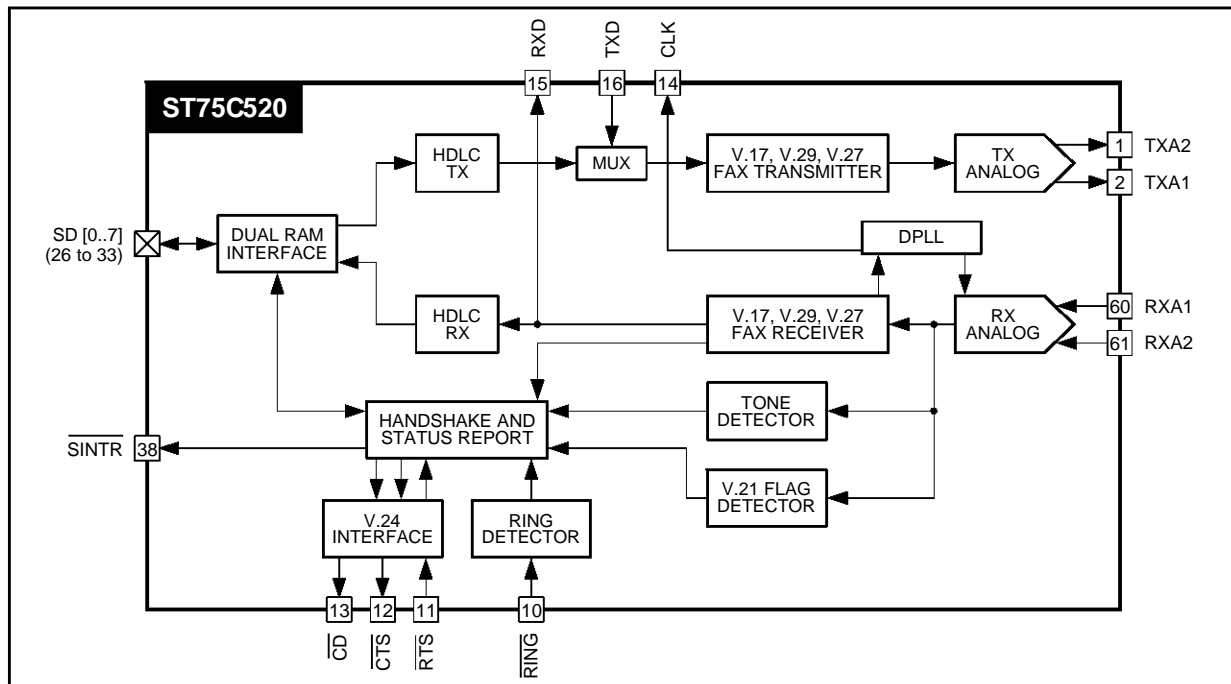 RXD
TXD
CLK
15
16
14
ST75C520
HDLC
TX
MUX
V.17, V.29, V.27
FAX TRANSMITTER
TX
ANALOG
1
TXA2
2
TXA1
SD [0..7]
(26 to 33)
DUAL RAM
INTERFACE
DPLL
HDLC
RX
V.17, V.29, V.27
FAX RECEIVER
RX
ANALOG
60
RXA1
61
RXA2
HANDSHAKE AND
STATUS REPORT
TONE
DETECTOR
SINTR
38
V.21 FLAG
DETECTOR
V.24
INTERFACE
RING
DETECTOR
13
12
11
10
CD
CTS
RTS
RING